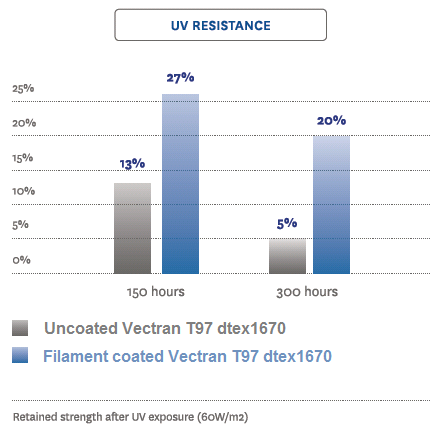 UV RESISTANCE
27%
25%
20%
20%
13%
15%
10%
5%
5%
0%
150 hours
300 hours
Uncoated Vectran T97 dtex1670
Filament coated Vectran T97 dtex1670
Retained strength after UV exposure (60W/m2)